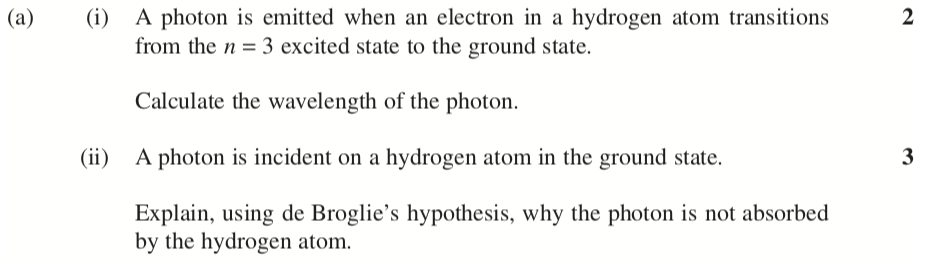 (a) (i) A photon is emitted when an electron in a hydrogen atom transitions 2
from the n = 3 excited state to the ground state.
Calculate the wavelength of the photon.
(ii) A photon is incident on a hydrogen atom in the ground state. 3
Explain, using de Broglie's hypothesis, why the photon is not absorbed
by the hydrogen atom.